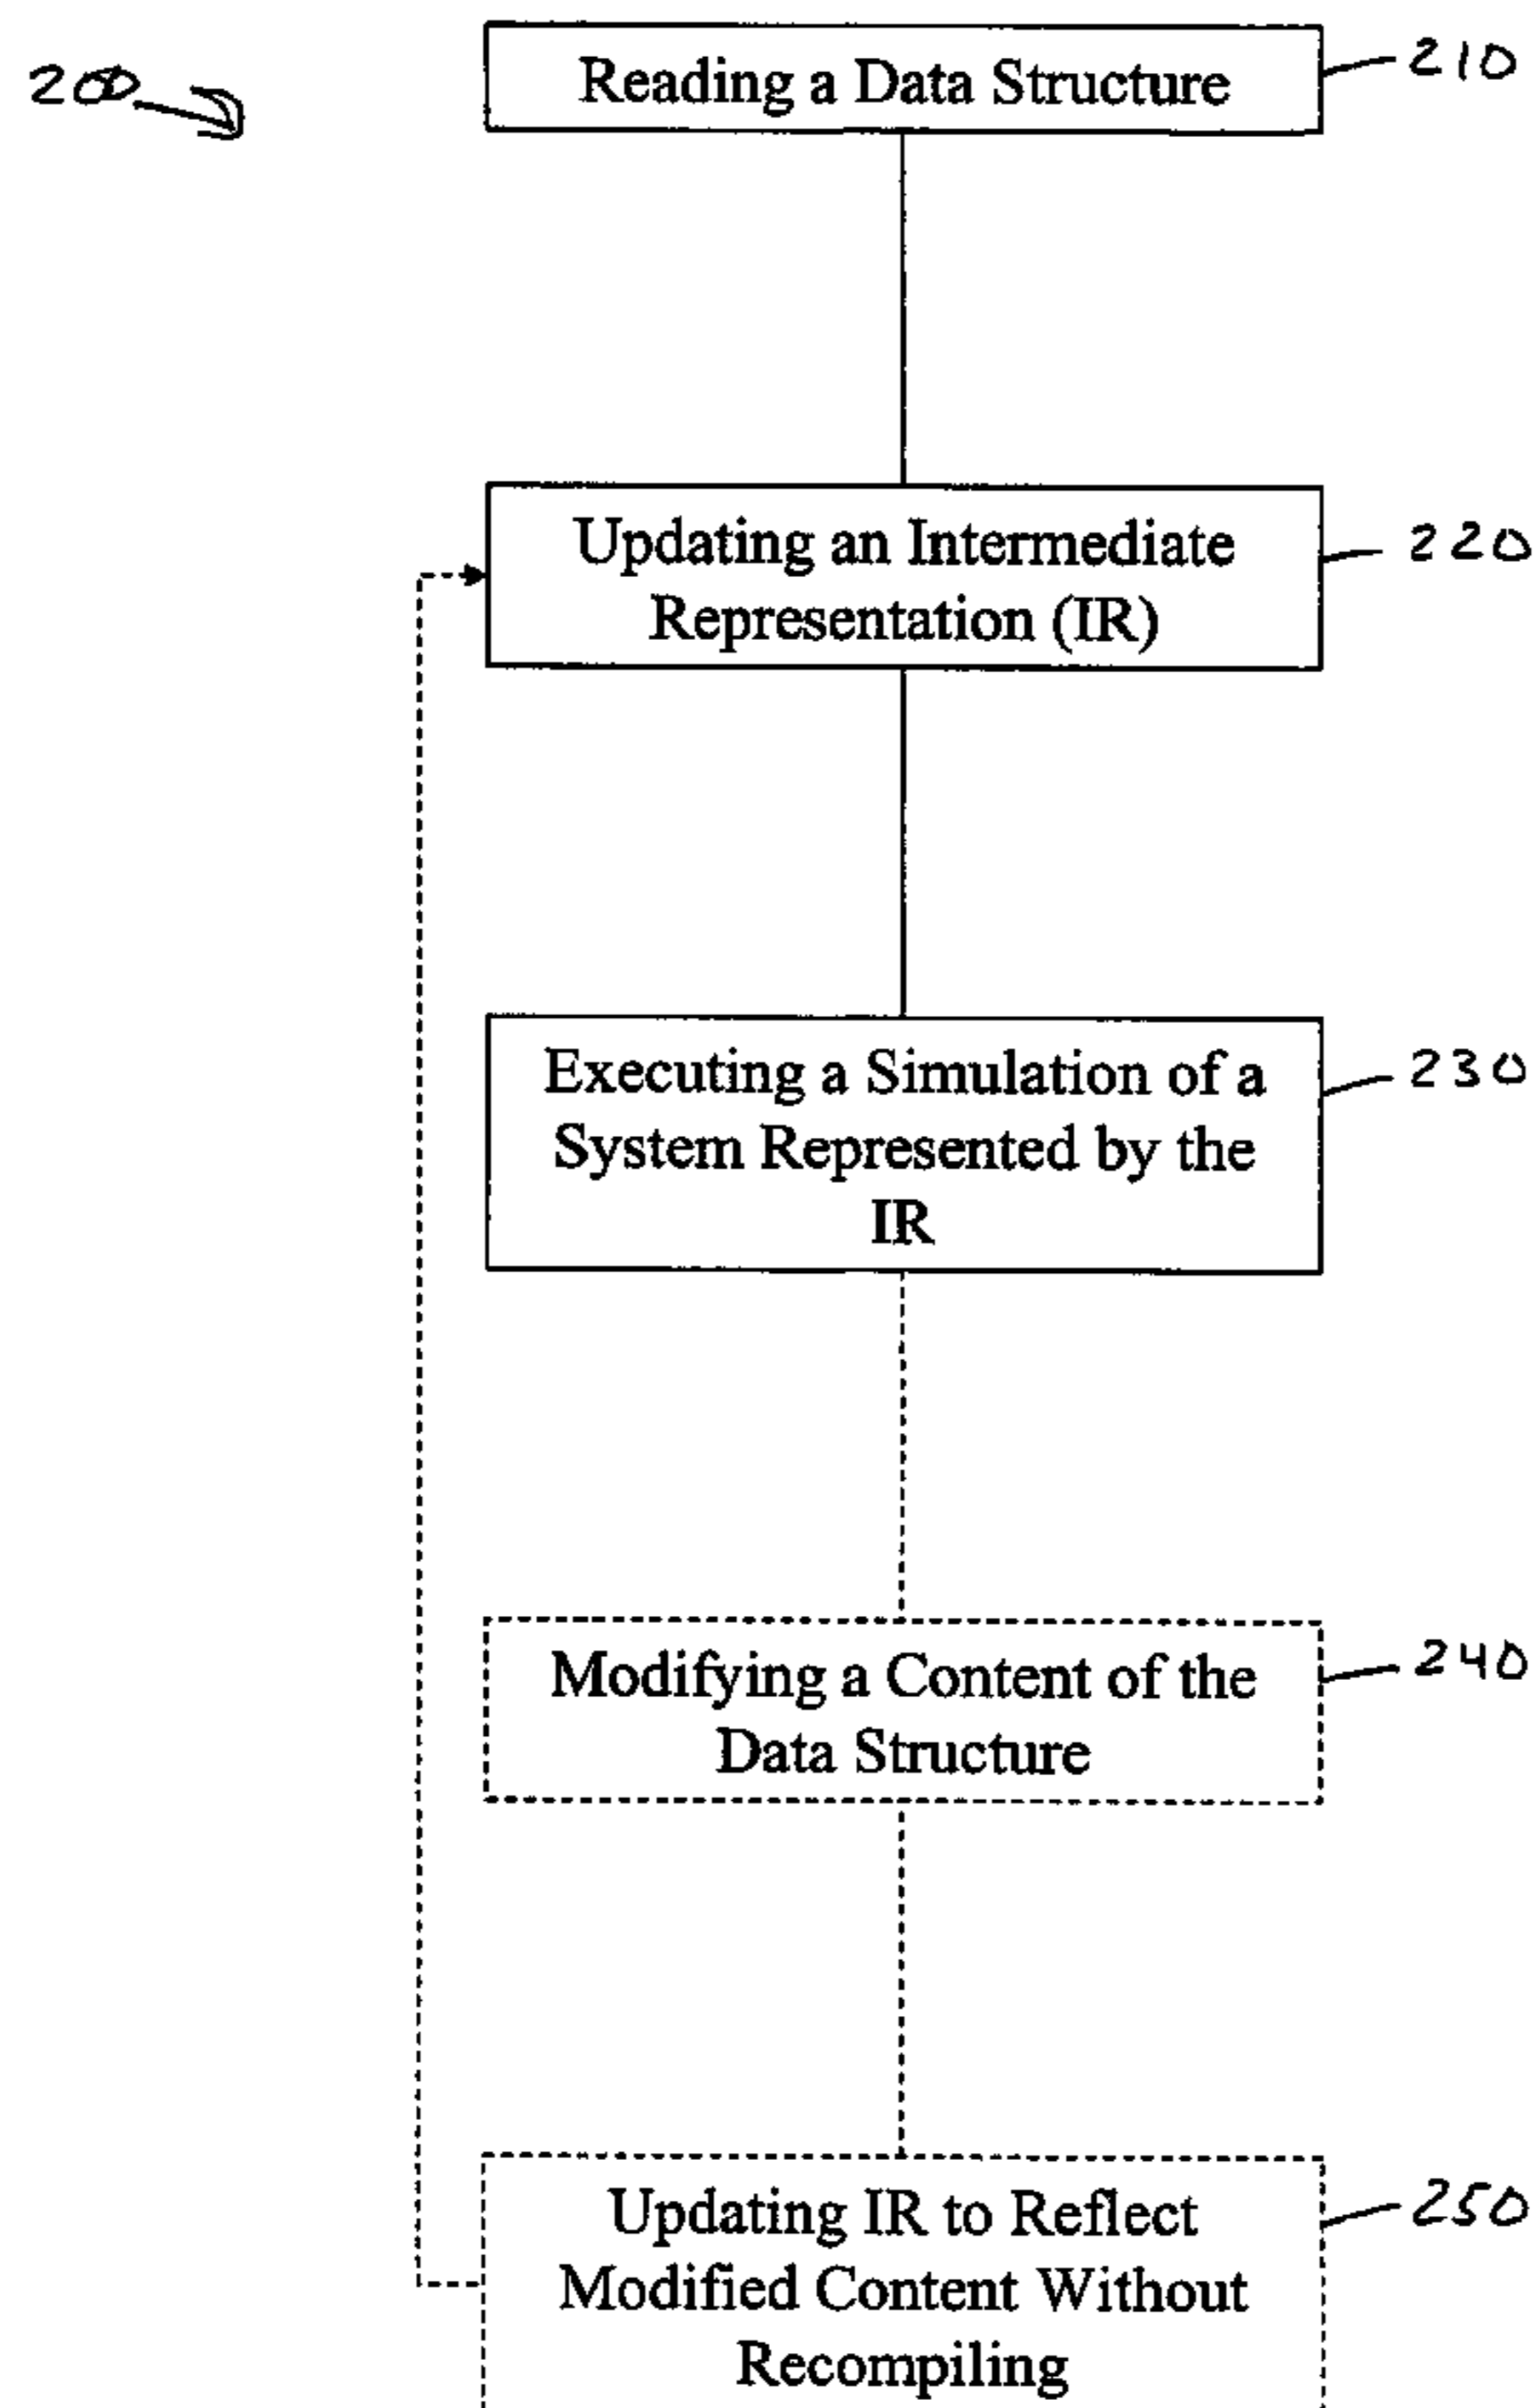 200
Reading a Data Structure
210
Updating an Intermediate
Representation (IR)
220
Executing a Simulation of a
System Represented by the
IR
230
Modifying a Content of the
Data Structure
240
Updating IR to Reflect
Modified Content Without
Recompiling
250